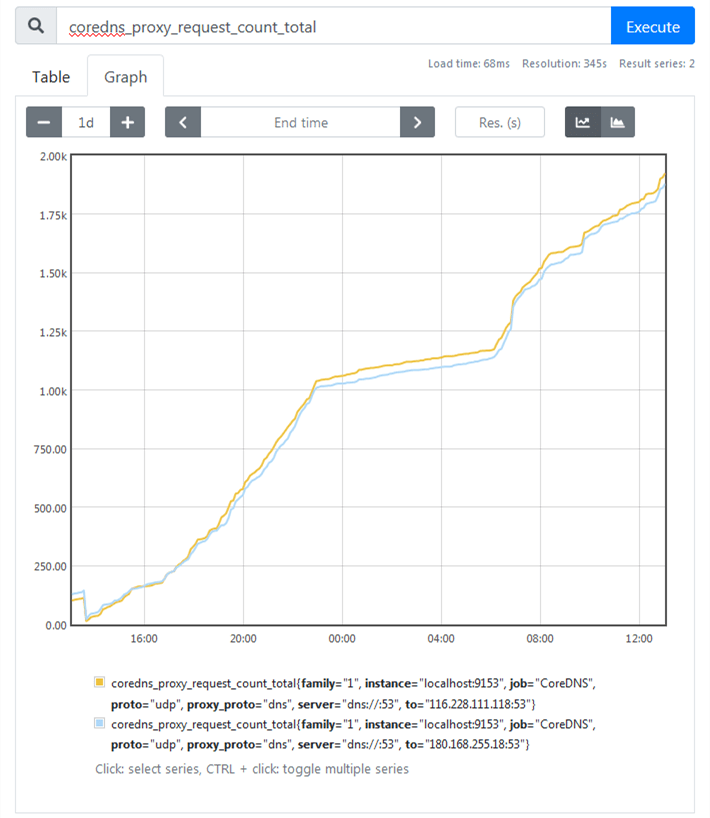 coredns_proxy_request_count_total
Execute
Load time: 68ms Resolution: 345s Result series: 2
Table Graph
1d End time Res. (s)
2.00k
1.75k
1.50k
1.25k
1.00k
750.00
500.00
250.00
0.00
16:00 20:00 00:00 04:00 08:00 12:00
coredns_proxy_request_count_total{family="1", instance="localhost:9153", job="CoreDNS",
proto="udp", proxy_proto="dns", server="dns://:53", to="116.228.111.118:53"}
coredns_proxy_request_count_total{family="1", instance="localhost:9153", job="CoreDNS",
proto="udp", proxy_proto="dns", server="dns://:53", to="180.168.255.18:53"}
Click: select series, CTRL + click: toggle multiple series